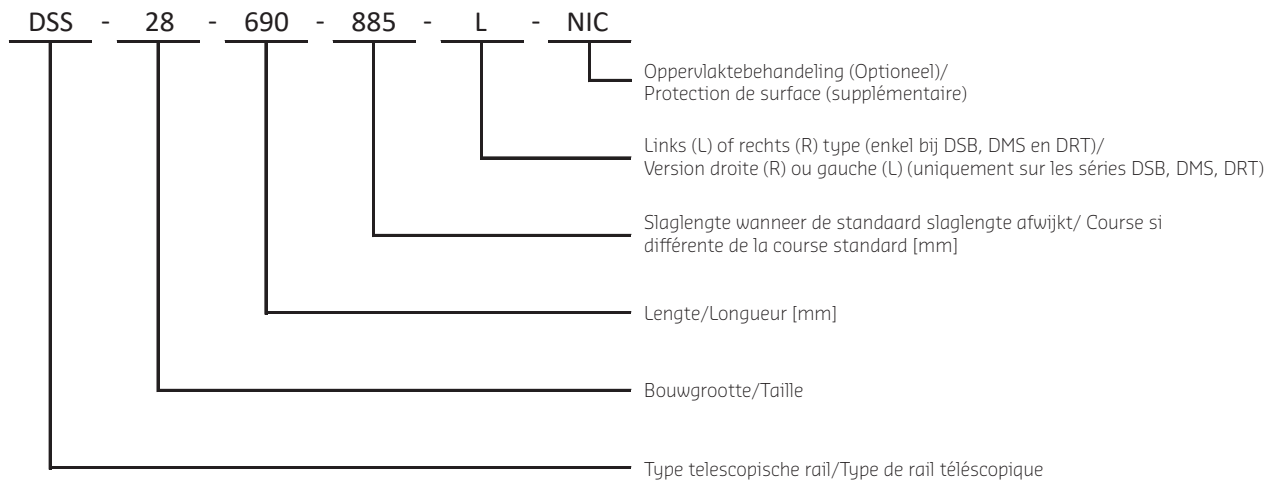 DSS - 28 - 690 - 885 - L - NIC
Oppervlaktebehandeling (Optioneel)/
Protection de surface (supplémentaire)
Links (L) of rechts (R) type (enkel bij DSB, DMS en DRT)/
Version droite (R) ou gauche (L) (uniquement sur les séries DSB, DMS, DRT)
Slaglengte wanneer de standaard slaglengte afwijkt/ Course si
différente de la course standard [mm]
Lengte/Longueur [mm]
Bouwgrootte/Taille
Type telescopische rail/Type de rail téléscopique